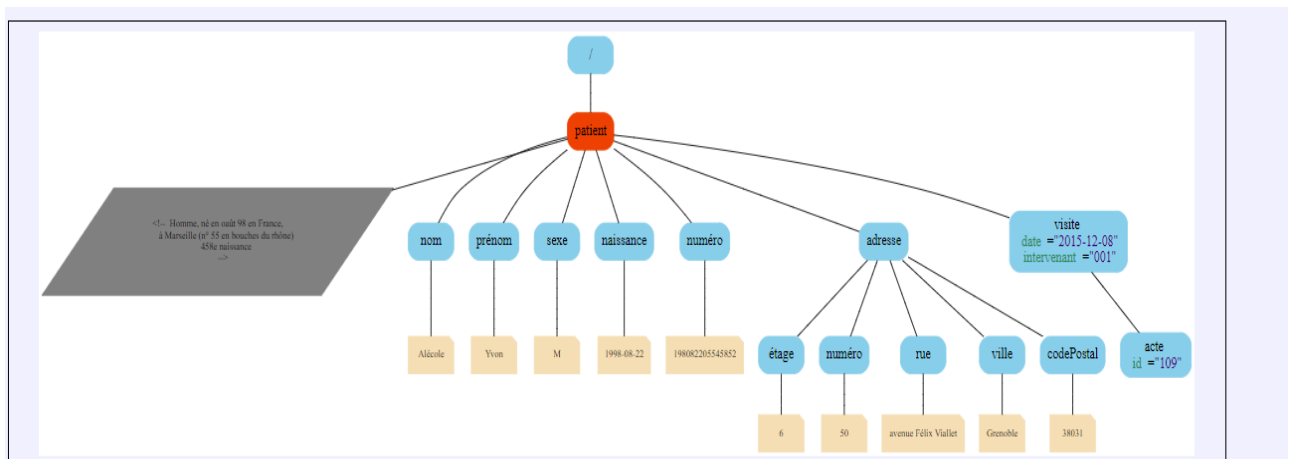 /
patient
<!-- Homme, né en oaût 98 en France,
à Marseille (n° 55 en bouches du rhône)
458e naissance
-->
nom
prénom
sexe
naissance
numéro
adresse
visite
date ="2015-12-08"
intervenant ="001"
Alécole
Yvon
M
1998-08-22
198082205545852
étage
numéro
rue
ville
codePostal
acte
id ="109"
6
50
avenue Félix Viallet
Grenoble
38031